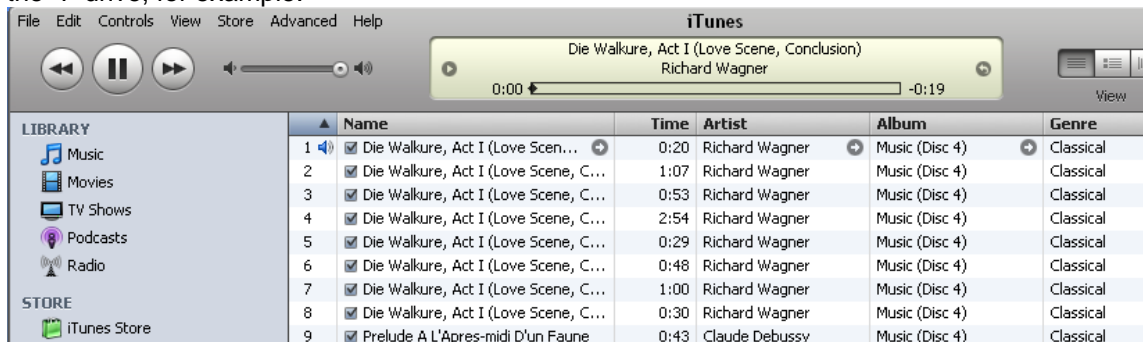 File Edit Controls View Store Advanced Help iTunes
Die Walkure, Act I (Love Scene, Conclusion)
Richard Wagner
0:00 -0:19
View
LIBRARY
Music
Movies
TV Shows
Podcasts
Radio
STORE
iTunes Store
Name Time Artist Album Genre
1 Die Walkure, Act I (Love Scen... 0:20 Richard Wagner Music (Disc 4) Classical
2 Die Walkure, Act I (Love Scene, C... 1:07 Richard Wagner Music (Disc 4) Classical
3 Die Walkure, Act I (Love Scene, C... 0:53 Richard Wagner Music (Disc 4) Classical
4 Die Walkure, Act I (Love Scene, C... 2:54 Richard Wagner Music (Disc 4) Classical
5 Die Walkure, Act I (Love Scene, C... 0:29 Richard Wagner Music (Disc 4) Classical
6 Die Walkure, Act I (Love Scene, C... 0:48 Richard Wagner Music (Disc 4) Classical
7 Die Walkure, Act I (Love Scene, C... 1:00 Richard Wagner Music (Disc 4) Classical
8 Die Walkure, Act I (Love Scene, C... 0:30 Richard Wagner Music (Disc 4) Classical
9 Prelude A L'Apres-midi D'un Faune 0:43 Claude Debussy Music (Disc 4) Classical